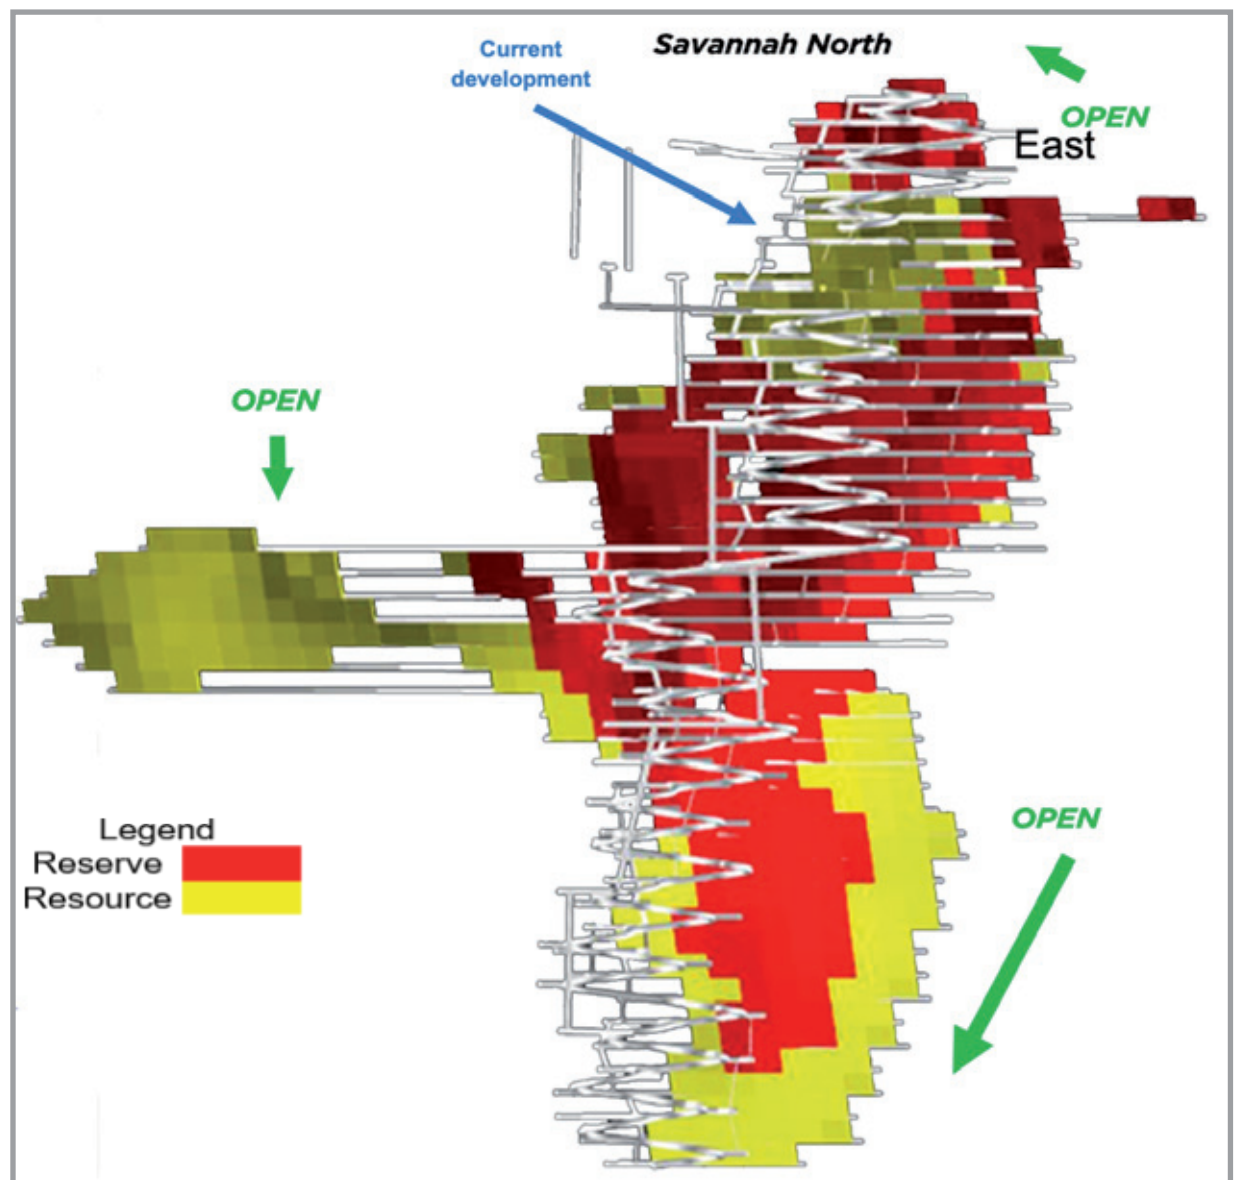 Savannah North
Current
development
OPEN
East
OPEN
OPEN
Legend
Reserve
Resource